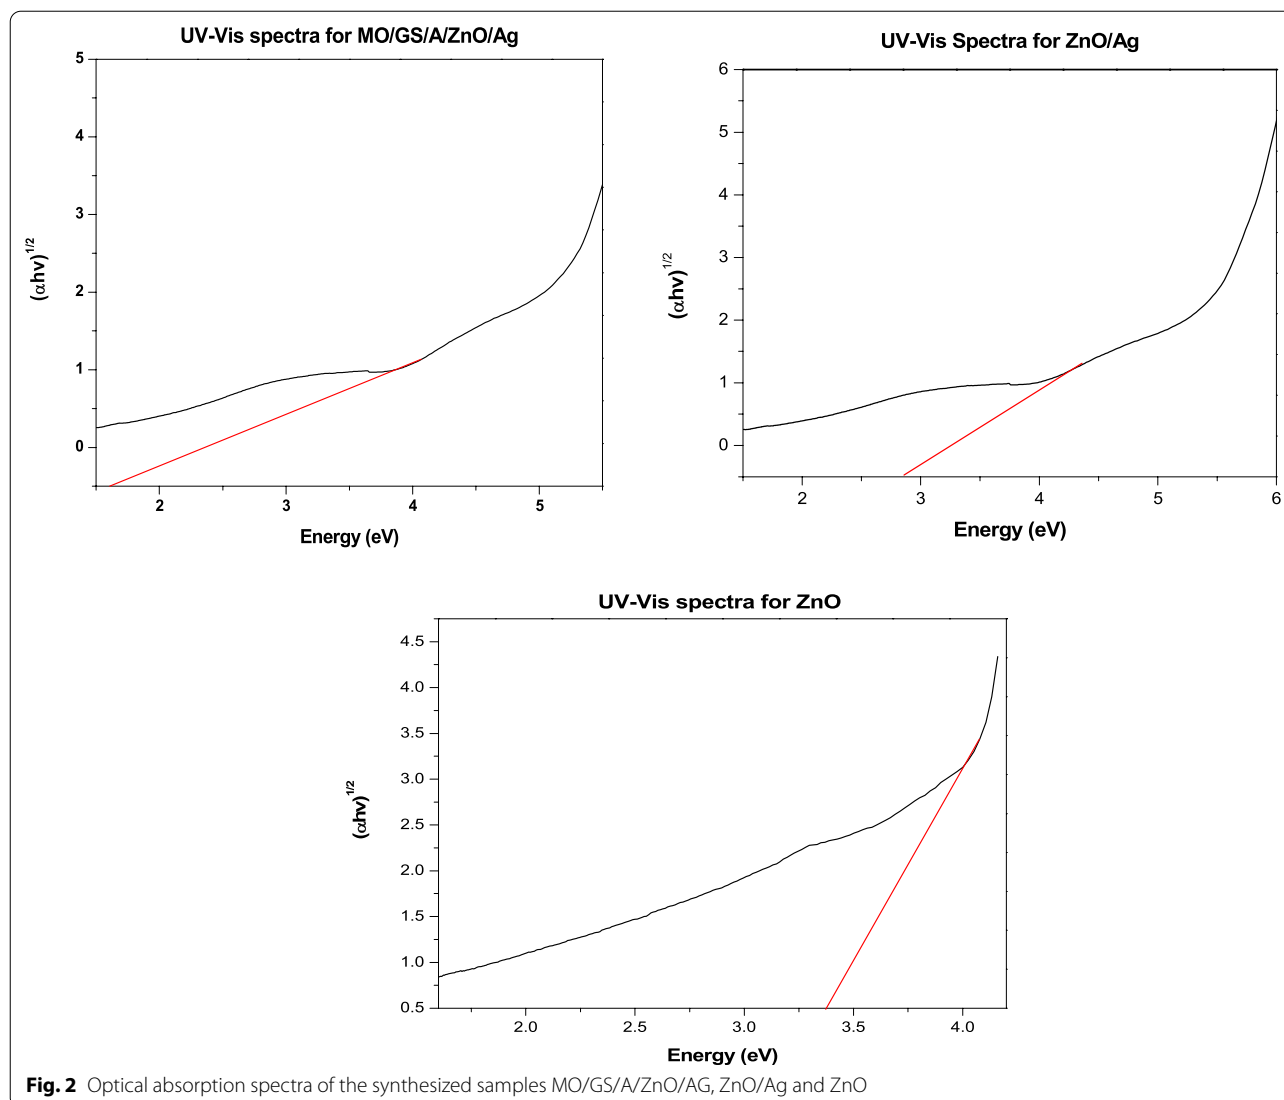 UV-Vis spectra for MO/GS/A/ZnO/Ag
5
4
3
2
1
0
(αhν)1/2
2 3 4 5
Energy (eV)
UV-Vis Spectra for ZnO/Ag
6
5
4
3
2
1
0
(αhν)1/2
2 3 4 5 6
Energy (eV)
UV-Vis spectra for ZnO
4.5
4.0
3.5
3.0
2.5
2.0
1.5
1.0
0.5
(αhν)1/2
2.0 2.5 3.0 3.5 4.0
Energy (eV)
Fig. 2 Optical absorption spectra of the synthesized samples MO/GS/A/ZnO/AG, ZnO/Ag and ZnO